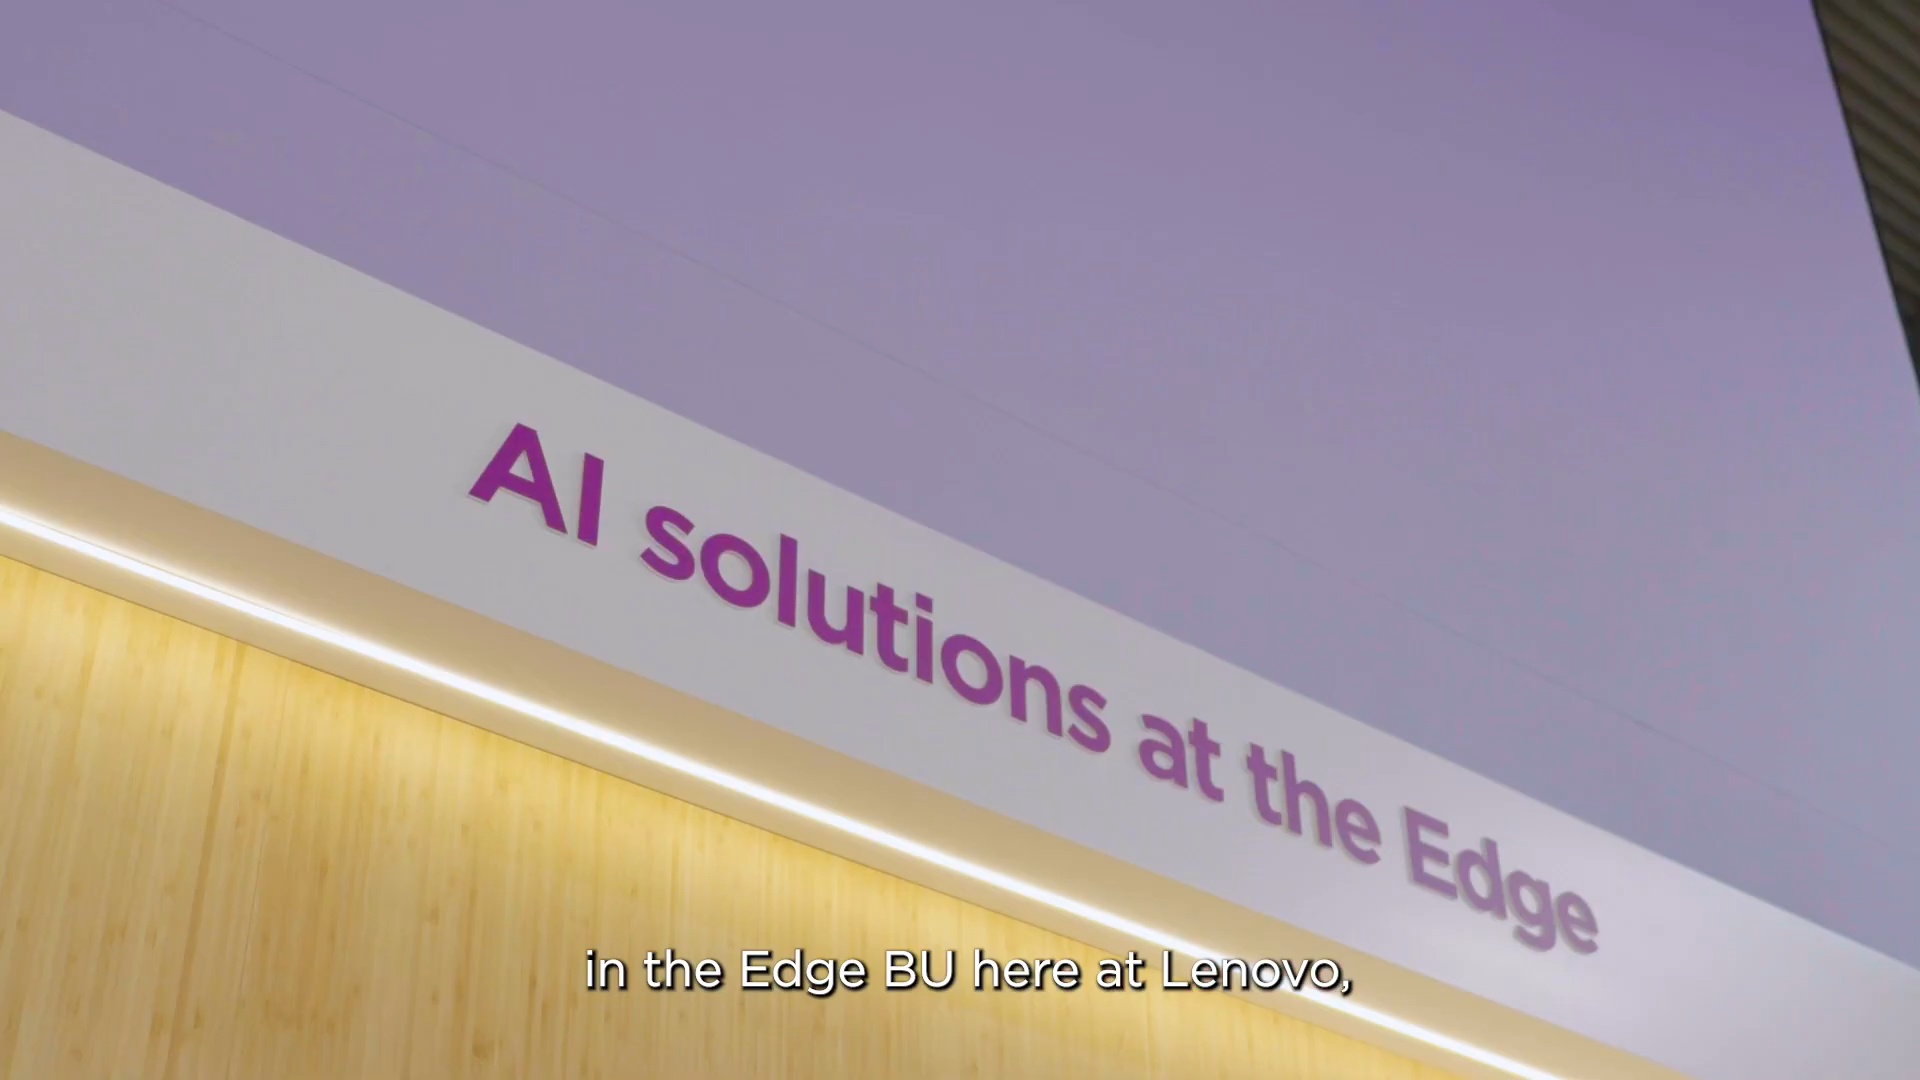 AI solutions at the Edge
in the Edge BU here at Lenovo,